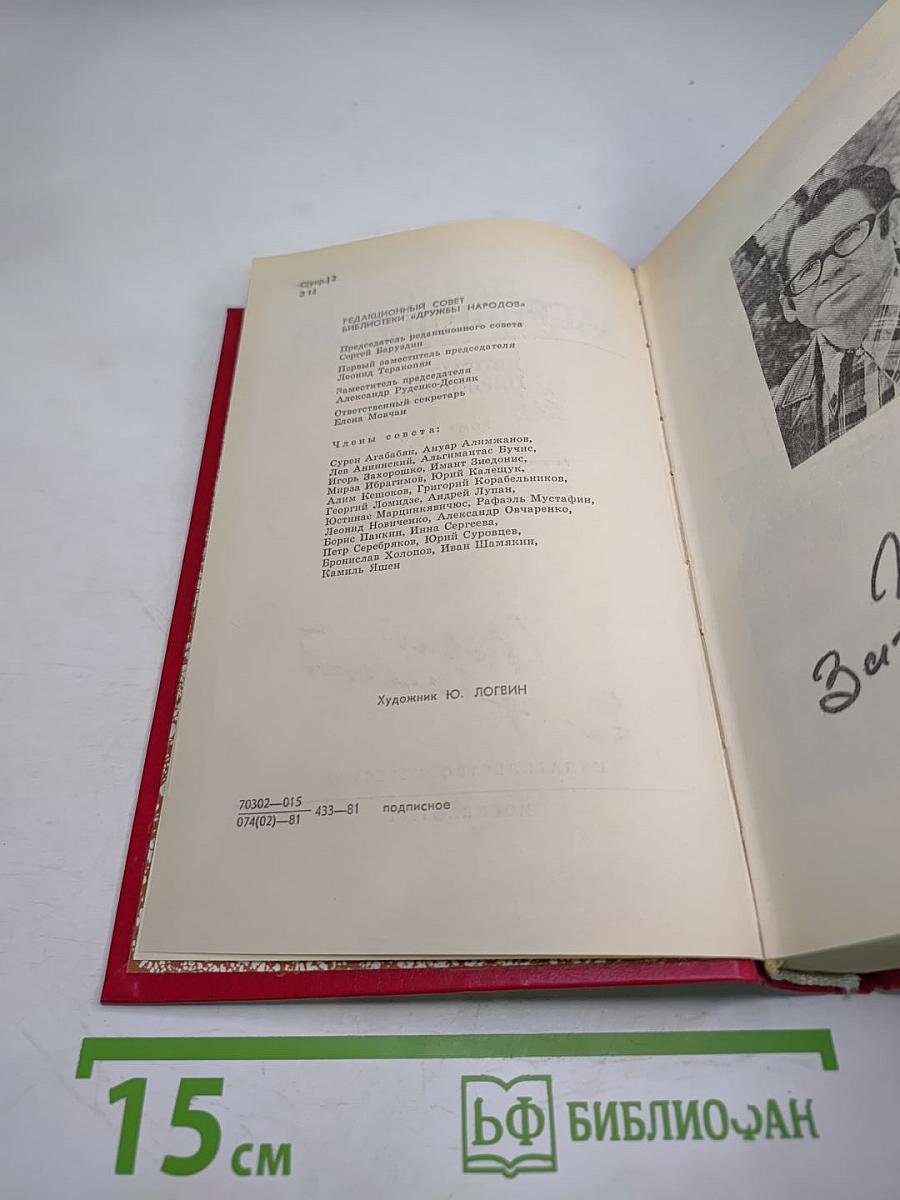 С(укр.)2
З 14
РЕДАКЦИОННЫЙ СОВЕТ
БИБЛИОТЕКИ «ДРУЖБЫ НАРОДОВ»
Председатель редакционного совета
Сергей Баруздин
Первый заместитель председателя
Леонид Теракопян
Заместитель председателя
Александр Руденко-Десняк
Ответственный секретарь
Елена Мовчан
Члены совета:
Сурен Агабабян, Ануар Алимжанов,
Лев Аннинский, Альгимантас Бучис,
Игорь Захорошко, Имант Зиедонис,
Мирза Ибрагимов, Юрий Калещук,
Алим Кешоков, Григорий Корабельников,
Георгий Ломидзе, Андрей Лупан,
Юстинас Марцинкявичюс, Рафаэль Мустафин,
Леонид Новиченко, Александр Овчаренко,
Борис Панкин, Инна Сергеева,
Петр Серебряков, Юрий Суровцев,
Бронислав Холопов, Иван Шамякин,
Камиль Яшен
Художник Ю. ЛОГВИН
70302—015
074(02)—81
433—81 подписное
15 см
БФ БИБЛИОФАН